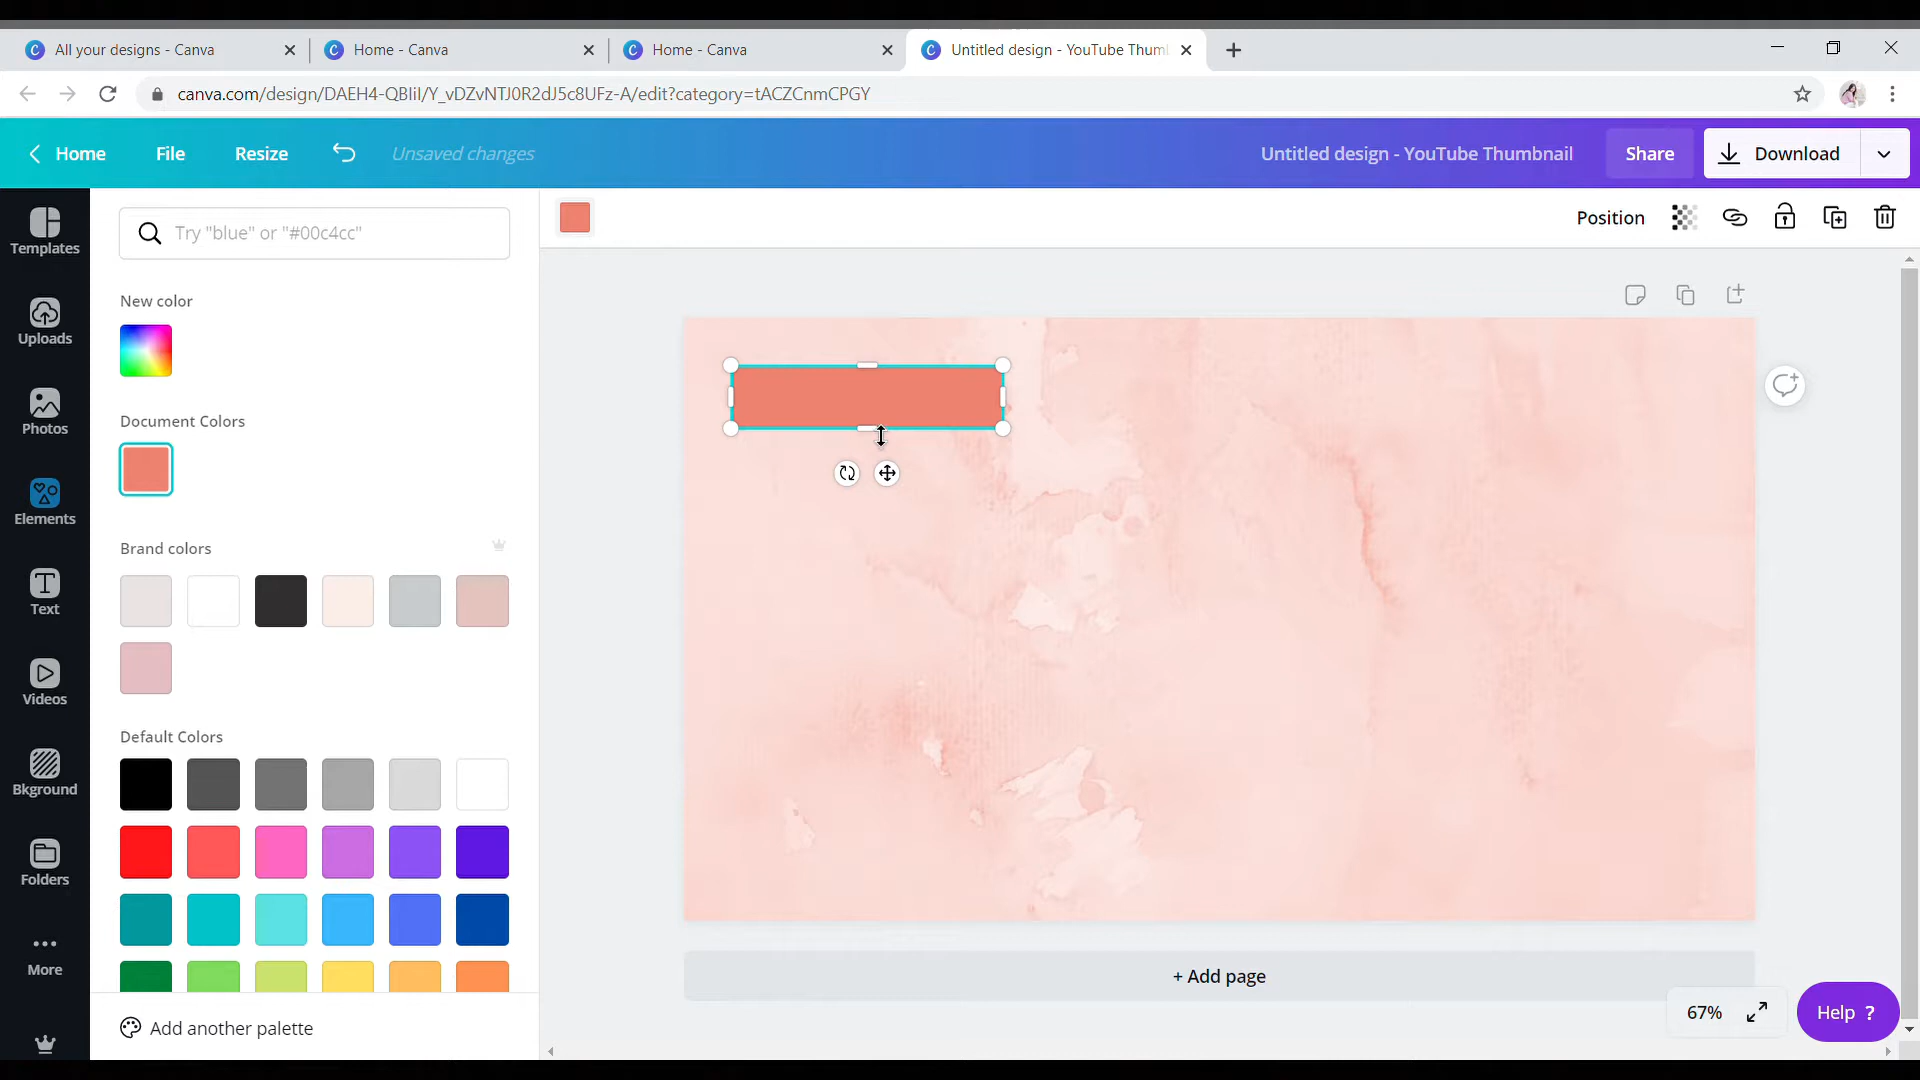 All your designs - Canva
Home - Canva
Home - Canva
Untitled design - YouTube Thum
canva.com/design/DAEH4-QBIiI/Y_vDZvNTJ0R2dJ5c8UFz-A/edit?category=tACZCnmCPGY
Home
File
Resize
Unsaved changes
Untitled design - YouTube Thumbnail
Share
Download
Templates
Uploads
Photos
Elements
Text
Videos
Bkground
Folders
More
Try "blue" or "#00c4cc"
New color
Document Colors
Brand colors
Default Colors
Add another palette
Position
+ Add page
67%
Help ?